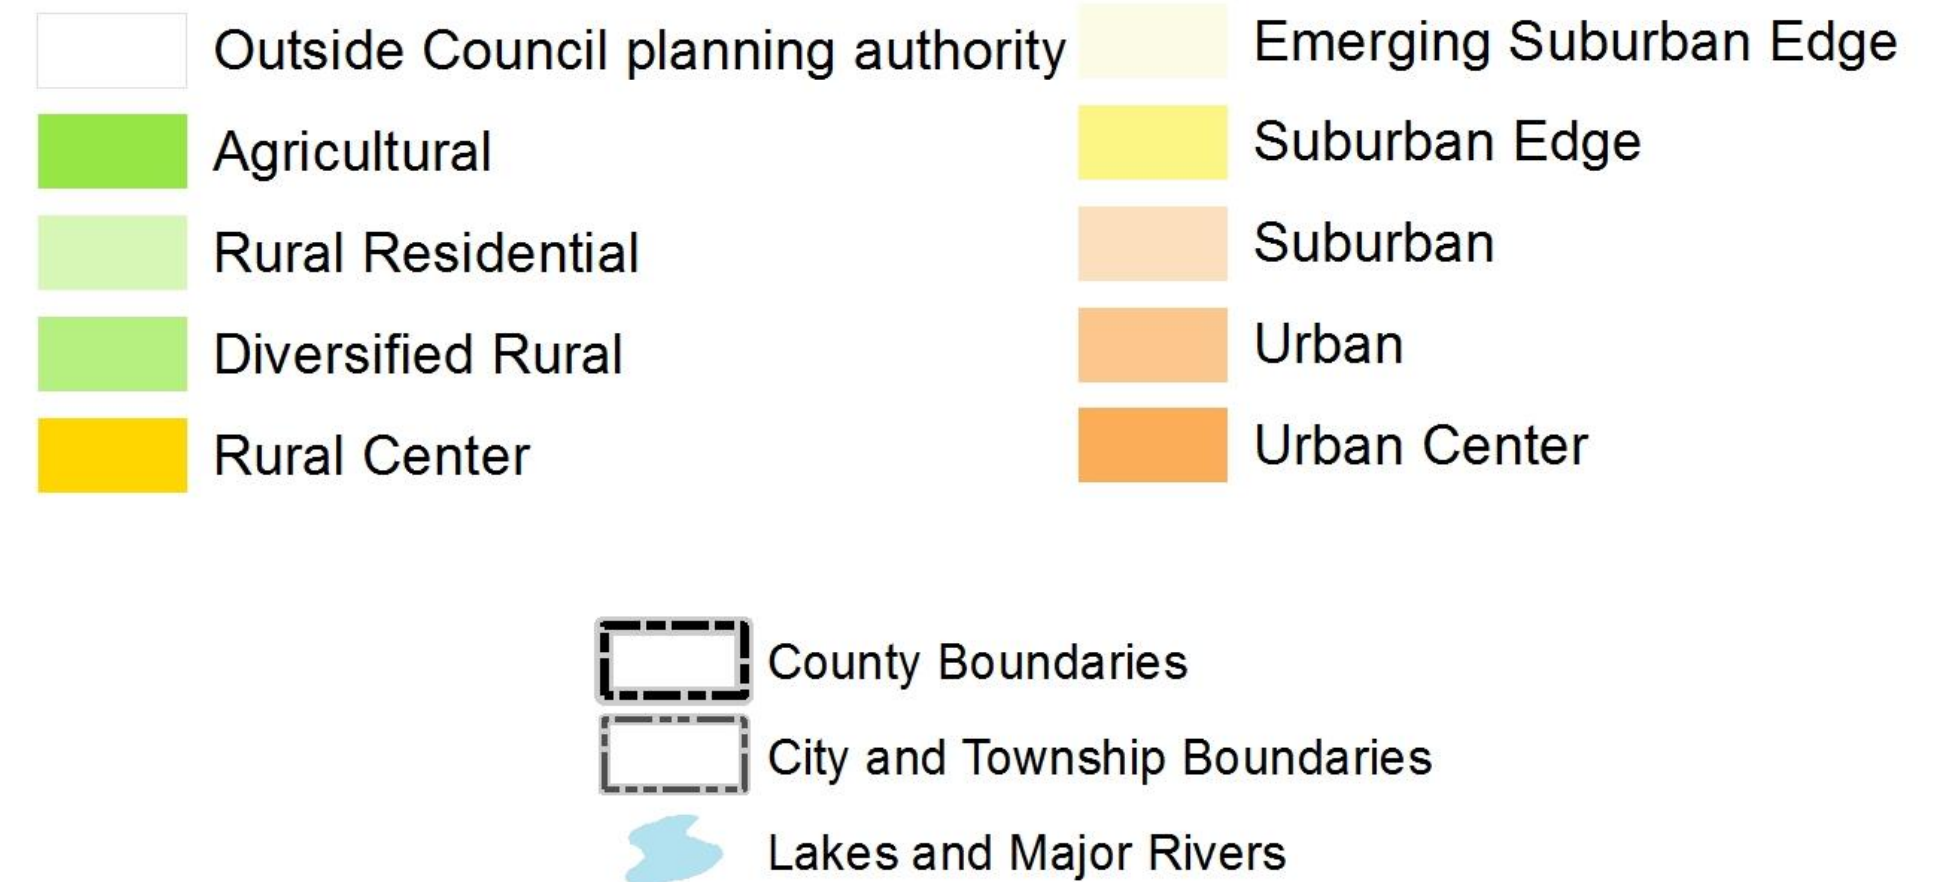 Outside Council planning authority
Agricultural
Rural Residential
Diversified Rural
Rural Center
Emerging Suburban Edge
Suburban Edge
Suburban
Urban
Urban Center
County Boundaries
City and Township Boundaries
Lakes and Major Rivers